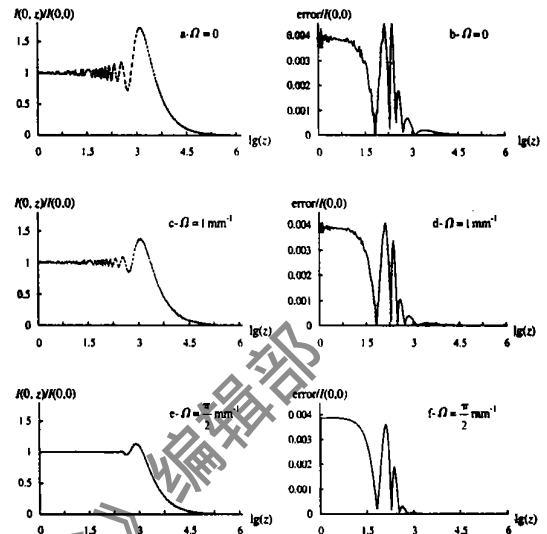 I(0, z)/I(0,0)
a-Ω=0
1.5
1
0.5
0
0 1.5 3 4.5 6
lg(z)
error/I(0,0)
b-Ω=0
0.004
0.003
0.002
0.001
0
0 1.5 3 4.5 6
lg(z)
I(0, z)/I(0,0)
c-Ω=1 mm⁻¹
1.5
1
0.5
0
0 1.5 3 4.5 6
lg(z)
error/I(0,0)
d-Ω=1 mm⁻¹
0.004
0.003
0.002
0.001
0
0 1.5 3 4.5 6
lg(z)
I(0, z)/I(0,0)
e-Ω=π/2 mm⁻¹
1.5
1
0.5
0
0 1.5 3 4.5 6
lg(z)
error/I(0,0)
f-Ω=π/2 mm⁻¹
0.004
0.003
0.002
0.001
0
0 1.5 3 4.5 6
lg(z)
》编辑部